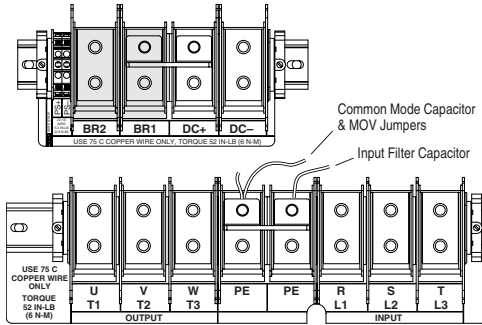 BR2 BR1 DC+ DC–
USE 75 C COPPER WIRE ONLY, TORQUE 52 IN-LB (6 N-M)
Common Mode Capacitor
& MOV Jumpers
Input Filter Capacitor
USE 75 C
COPPER WIRE
ONLY
TORQUE
52 IN-LB
(6 N-M)
U V W PE PE R S T
T1 T2 T3 L1 L2 L3
OUTPUT INPUT